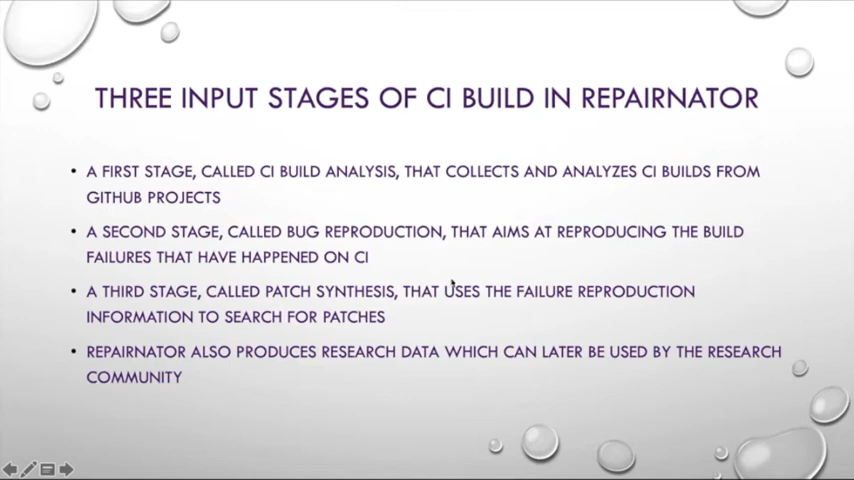 THREE INPUT STAGES OF CI BUILD IN REPAIRNATOR
• A FIRST STAGE, CALLED CI BUILD ANALYSIS, THAT COLLECTS AND ANALYZES CI BUILDS FROM
GITHUB PROJECTS
• A SECOND STAGE, CALLED BUG REPRODUCTION, THAT AIMS AT REPRODUCING THE BUILD
FAILURES THAT HAVE HAPPENED ON CI
• A THIRD STAGE, CALLED PATCH SYNTHESIS, THAT USES THE FAILURE REPRODUCTION
INFORMATION TO SEARCH FOR PATCHES
• REPAIRNATOR ALSO PRODUCES RESEARCH DATA WHICH CAN LATER BE USED BY THE RESEARCH
COMMUNITY